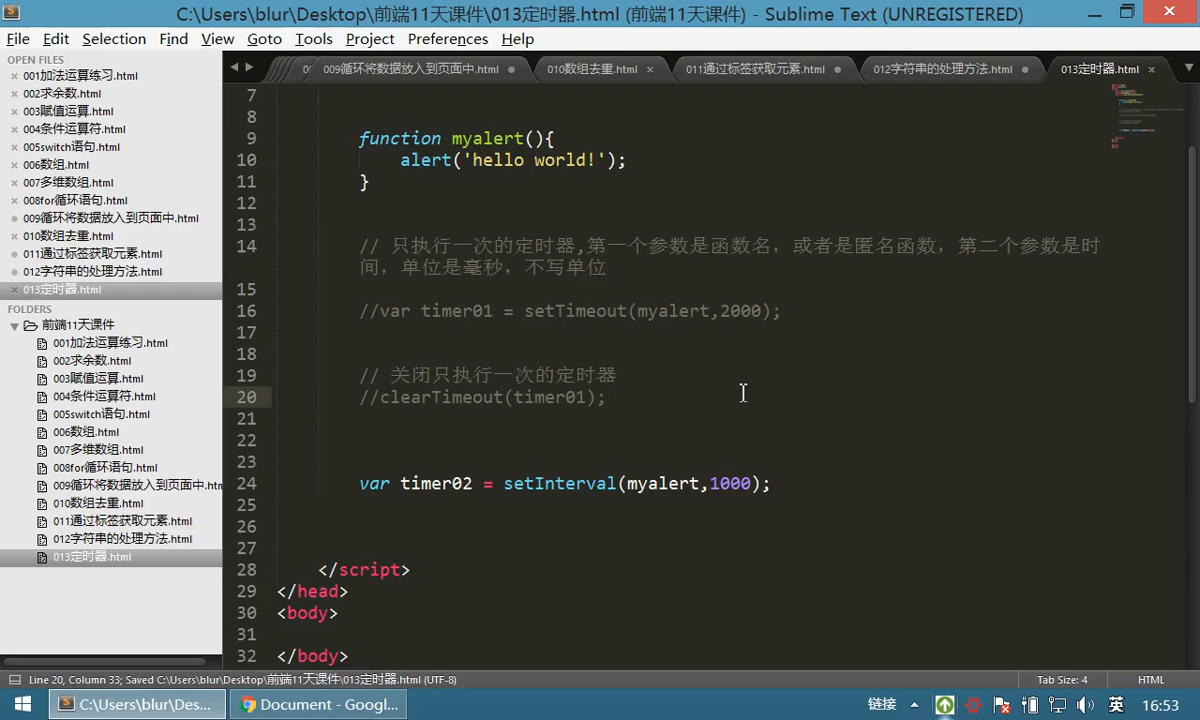 C:\Users\blur\Desktop\前端11天课件\013定时器.html (前端11天课件) - Sublime Text (UNREGISTERED)
File Edit Selection Find View Goto Tools Project Preferences Help
OPEN FILES
001加法运算练习.html
002求余数.html
003赋值运算.html
004条件运算符.html
005switch语句.html
006数组.html
007多维数组.html
008for循环语句.html
009循环将数据放入到页面中.html
010数组去重.html
011通过标签获取元素.html
012字符串的处理方法.html
013定时器.html
FOLDERS
前端11天课件
001加法运算练习.html
002求余数.html
003赋值运算.html
004条件运算符.html
005switch语句.html
006数组.html
007多维数组.html
008for循环语句.html
009循环将数据放入到页面中.htm
010数组去重.html
011通过标签获取元素.html
012字符串的处理方法.html
013定时器.html
009循环将数据放入到页面中.html 010数组去重.html 011通过标签获取元素.html 012字符串的处理方法.html 013定时器.html
7
8
9 function myalert(){
10 alert('hello world!');
11 }
12
13
14 // 只执行一次的定时器,第一个参数是函数名，或者是匿名函数，第二个参数是时
间，单位是毫秒，不写单位
15
16 //var timer01 = setTimeout(myalert,2000);
17
18
19 // 关闭只执行一次的定时器
20 //clearTimeout(timer01);
21
22
23
24 var timer02 = setInterval(myalert,1000);
25
26
27
28 </script>
29 </head>
30 <body>
31
32 </body>
Line 20, Column 33; Saved C:\Users\blur\Desktop\前端11天课件\013定时器.html (UTF-8) Tab Size: 4 HTML
C:\Users\blur\Des... Document - Googl... 链接 英 16:53